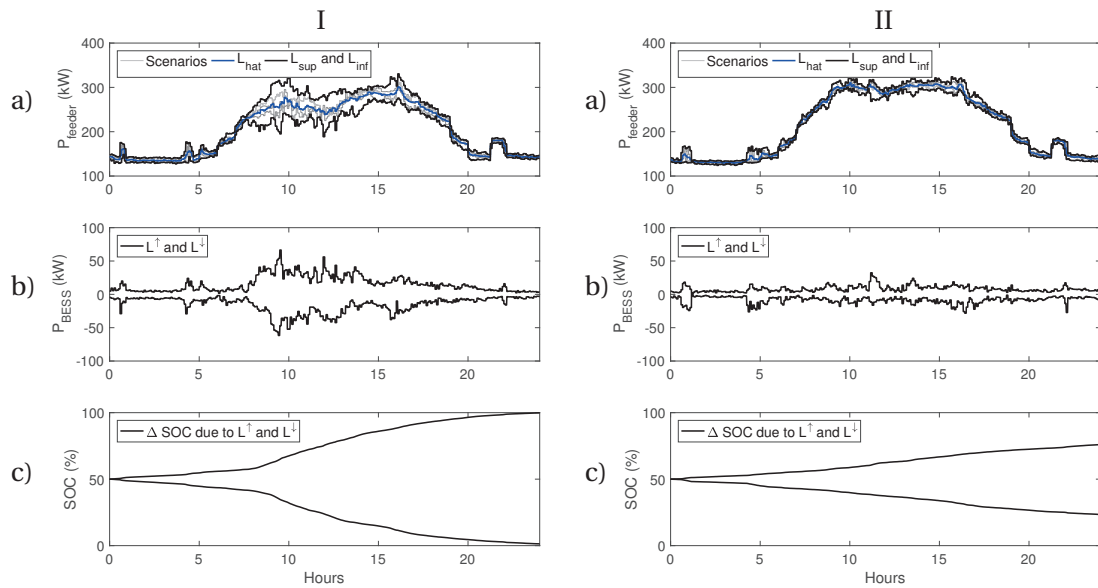 I
II
a)
P_feeder (kW)
400
300
200
100
Scenarios L_hat L_sup and L_inf
0 5 10 15 20
a)
P_feeder (kW)
400
300
200
100
Scenarios L_hat L_sup and L_inf
0 5 10 15 20
b)
P_BESS (kW)
100
50
0
-50
-100
L↑ and L↓
0 5 10 15 20
b)
P_BESS (kW)
100
50
0
-50
-100
L↑ and L↓
0 5 10 15 20
c)
SOC (%)
100
50
0
Δ SOC due to L↑ and L↓
0 5 10 15 20
Hours
c)
SOC (%)
100
50
0
Δ SOC due to L↑ and L↓
0 5 10 15 20
Hours